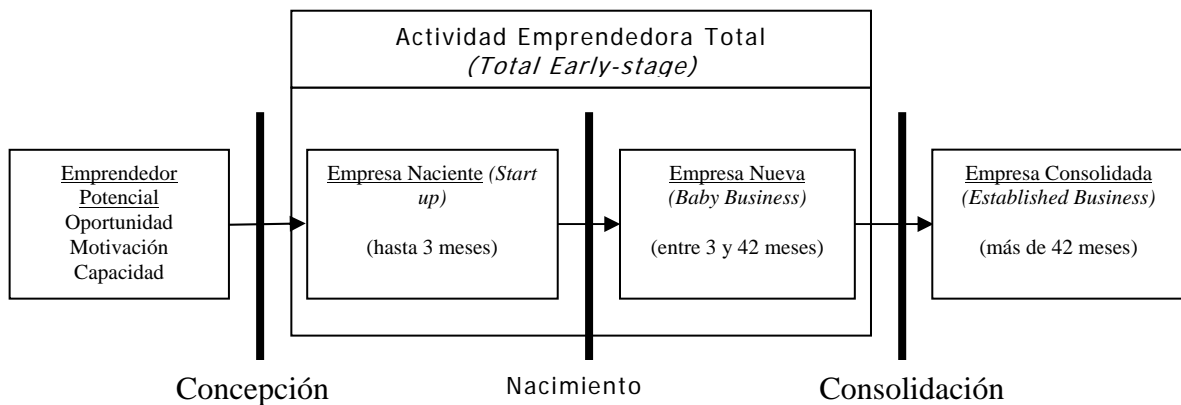 Actividad Emprendedora Total
(Total Early-stage)
Emprendedor
Potencial
Oportunidad
Motivación
Capacidad
Empresa Naciente (Start
up)
(hasta 3 meses)
Empresa Nueva
(Baby Business)
(entre 3 y 42 meses)
Empresa Consolidada
(Established Business)
(más de 42 meses)
Concepción
Nacimiento
Consolidación